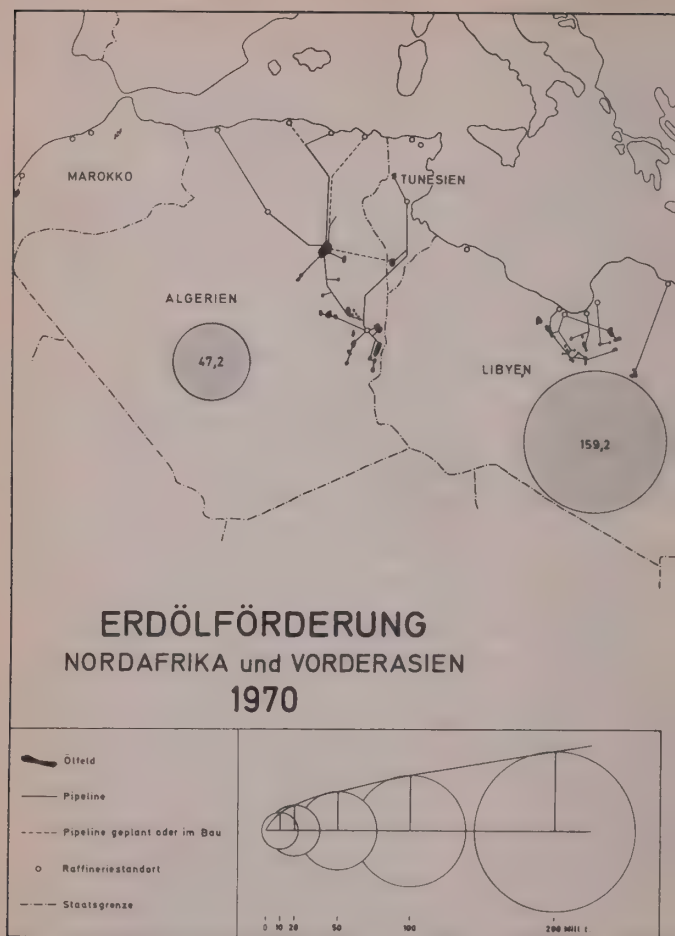 MAROKKO
TUNESIEN
ALGERIEN
47,2
LIBYEN
159,2
ERDÖLFÖRDERUNG
NORDAFRIKA und VORDERASIEN
1970
Ölfeld
Pipeline
Pipeline geplant oder im Bau
Raffineriestandort
Staatsgrenze
0 10 20 50 100 200 Mill t